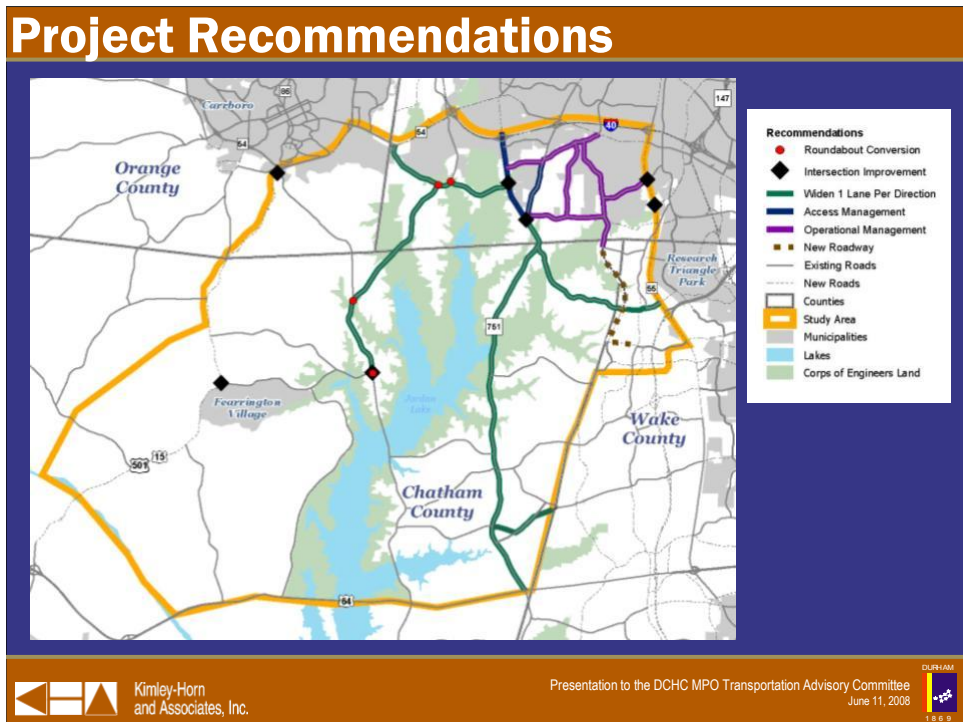 Project Recommendations
86
Carrboro
147
40
54
54
Orange
County
Research
Triangle
Park
55
751
Jordan
Lake
Fearrington
Village
Wake
County
501
15
Chatham
County
64
Recommendations
Roundabout Conversion
Intersection Improvement
Widen 1 Lane Per Direction
Access Management
Operational Management
New Roadway
Existing Roads
New Roads
Counties
Study Area
Municipalities
Lakes
Corps of Engineers Land
Kimley-Horn
and Associates, Inc.
Presentation to the DCHC MPO Transportation Advisory Committee
June 11, 2008
DURHAM
1869